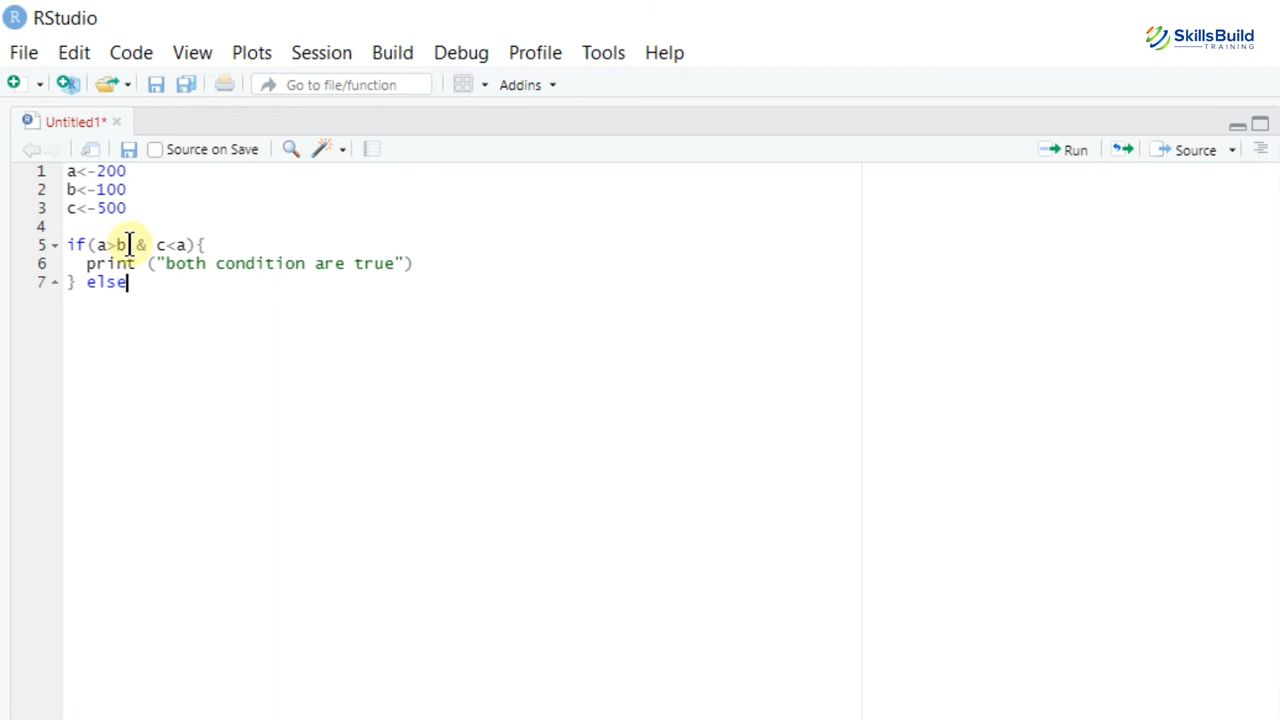 RStudio
SkillsBuild
TRAINING
File Edit Code View Plots Session Build Debug Profile Tools Help
Go to file/function Addins
Untitled1*
Source on Save Run Source
1 a<-200
2 b<-100
3 c<-500
4
5 if(a>b & c<a){
6 print ("both condition are true")
7 } else